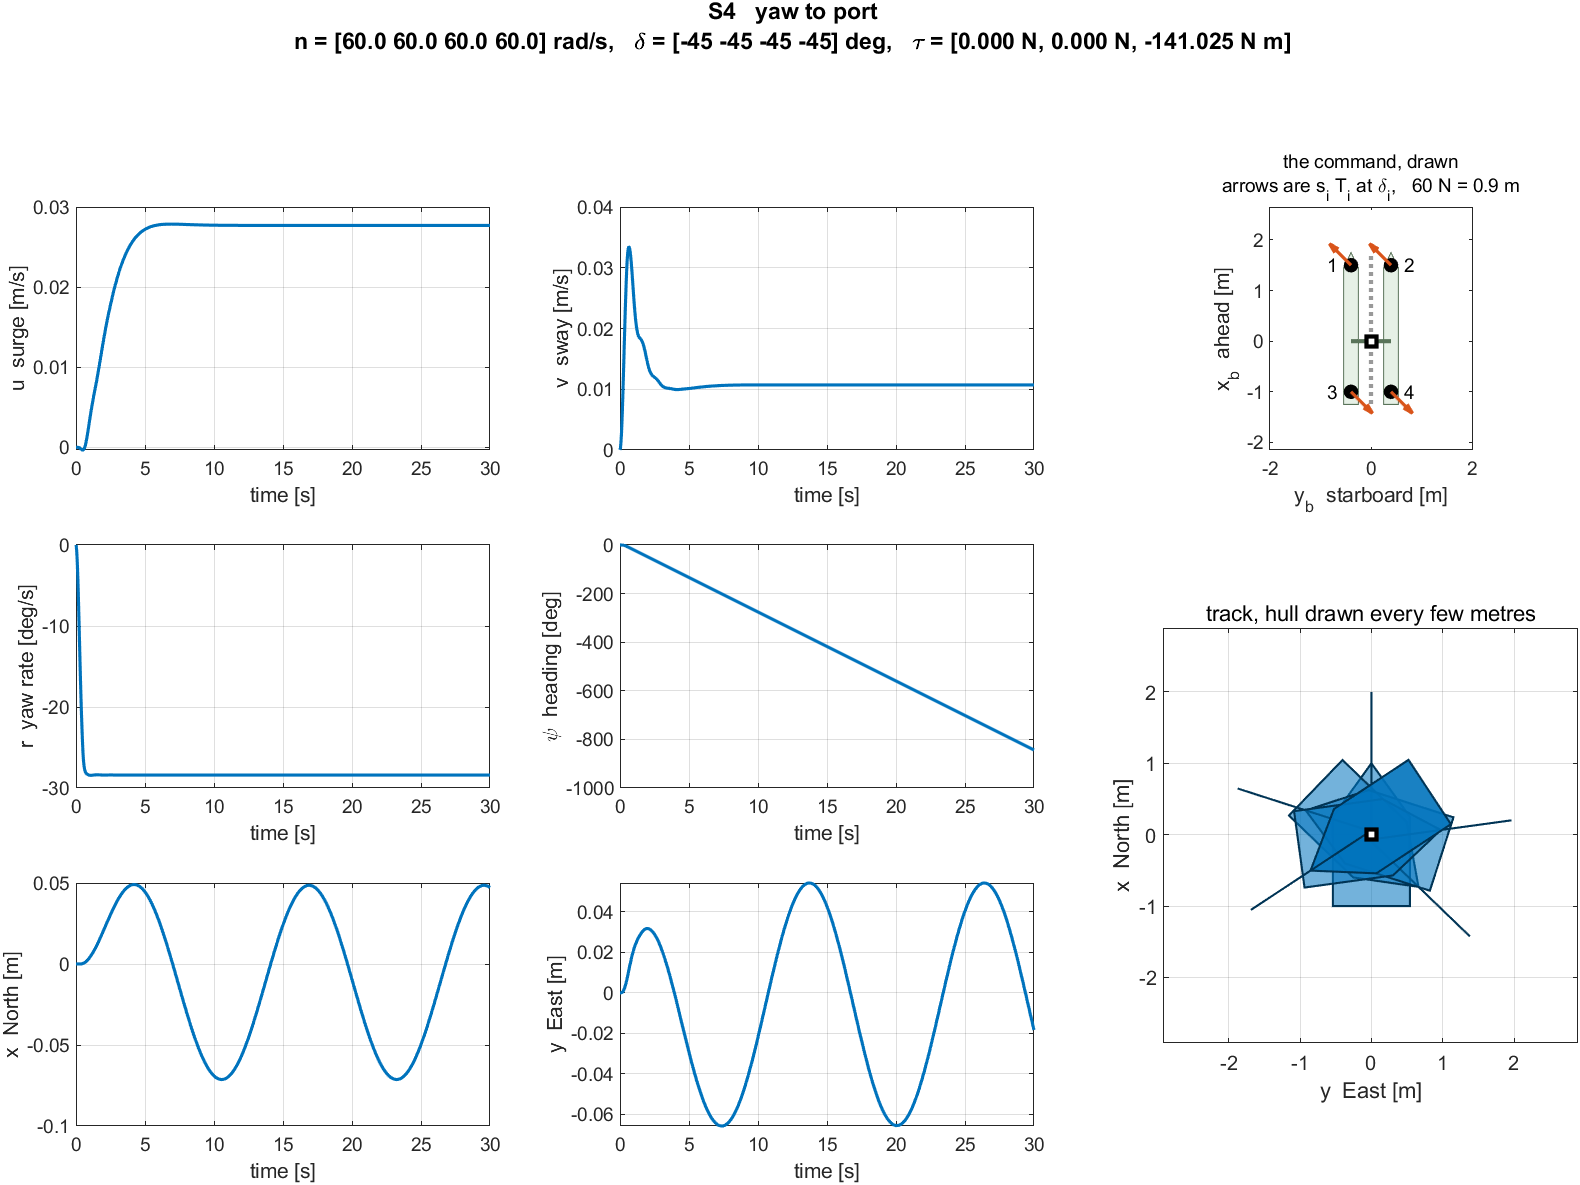 S4 yaw to port
n = [60.0 60.0 60.0 60.0] rad/s, δ = [-45 -45 -45 -45] deg, τ = [0.000 N, 0.000 N, -141.025 N m]
0.03
0.02
0.01
0
0 5 10 15 20 25 30
u surge [m/s]
time [s]
0.04
0.03
0.02
0.01
0
0 5 10 15 20 25 30
v sway [m/s]
time [s]
the command, drawn
arrows are s_i T_i at δ_i, 60 N = 0.9 m
2
1
0
-1
-2
-2 0 2
1 2
3 4
x_b ahead [m]
y_b starboard [m]
0
-10
-20
-30
0 5 10 15 20 25 30
r yaw rate [deg/s]
time [s]
0
-200
-400
-600
-800
-1000
0 5 10 15 20 25 30
ψ heading [deg]
time [s]
track, hull drawn every few metres
2
1
0
-1
-2
-2 -1 0 1 2
x North [m]
y East [m]
0.05
0
-0.05
-0.1
0 5 10 15 20 25 30
x North [m]
time [s]
0.04
0.02
0
-0.02
-0.04
-0.06
0 5 10 15 20 25 30
y East [m]
time [s]